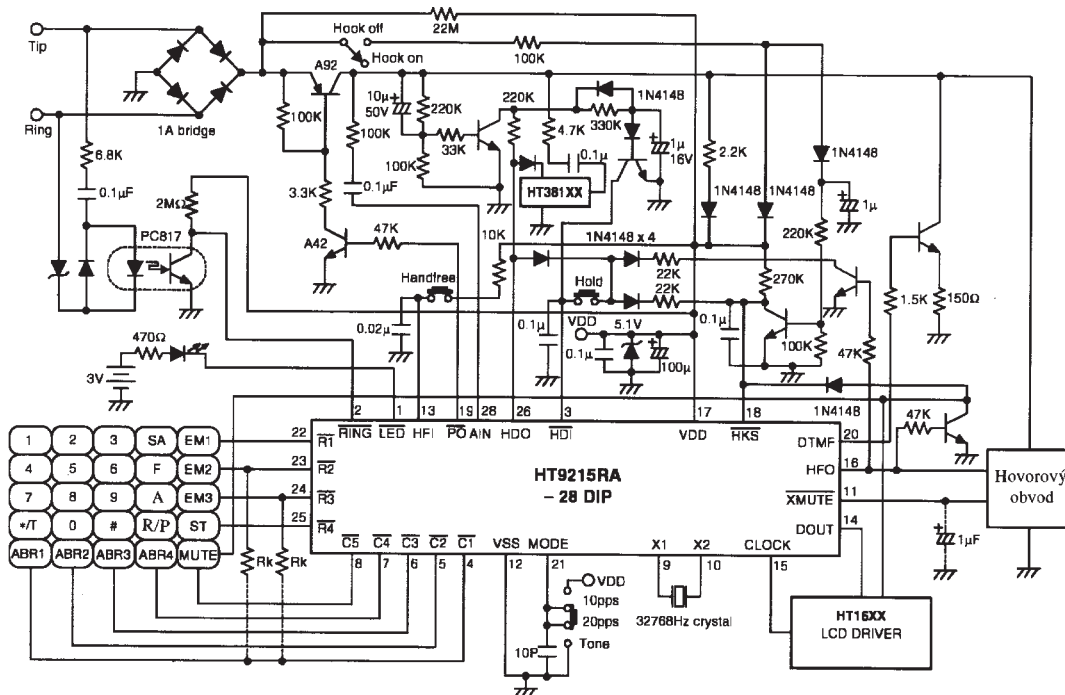 Hook off
22M
Tip
Hook on
100K
A92
Ring
1A bridge
100K
10µ
50V
220K
220K
1N4148
330K
4.7K
1µ
16V
2.2K
1N4148
6.8K
100K
33K
100K
0.1µ
HT381XX
1N4148
1N4148
1µ
0.1µF
2MΩ
3.3K
0.1µF
220K
PC817
A42
47K
10K
1N4148 x 4
Handfree
Hold
22K
22K
270K
1.5K
150Ω
0.02µ
0.1µ
VDD
5.1V
0.1µ
100µ
0.1µ
100K
47K
470Ω
3V
1N4148
47K
2
1
13
19
28
26
3
17
18
RING
LED
HFI
PO
AIN
HDO
HDI
VDD
HKS
1 2 3 SA EM1
22
R1
DTMF
20
4 5 6 F EM2
23
R2
HFO
16
7 8 9 A EM3
24
R3
XMUTE
11
*/T 0 # R/P ST
25
R4
DOUT
14
ABR1 ABR2 ABR3 ABR4 MUTE
HT9215RA
– 28 DIP
Hovorový
obvod
1µF
C5 C4 C3 C2 C1
VSS MODE
X1 X2
CLOCK
8 7 6 5 4
12 21
9 10
15
Rk Rk
VDD
10pps
20pps
Tone
10P
32768Hz crystal
HT16XX
LCD DRIVER